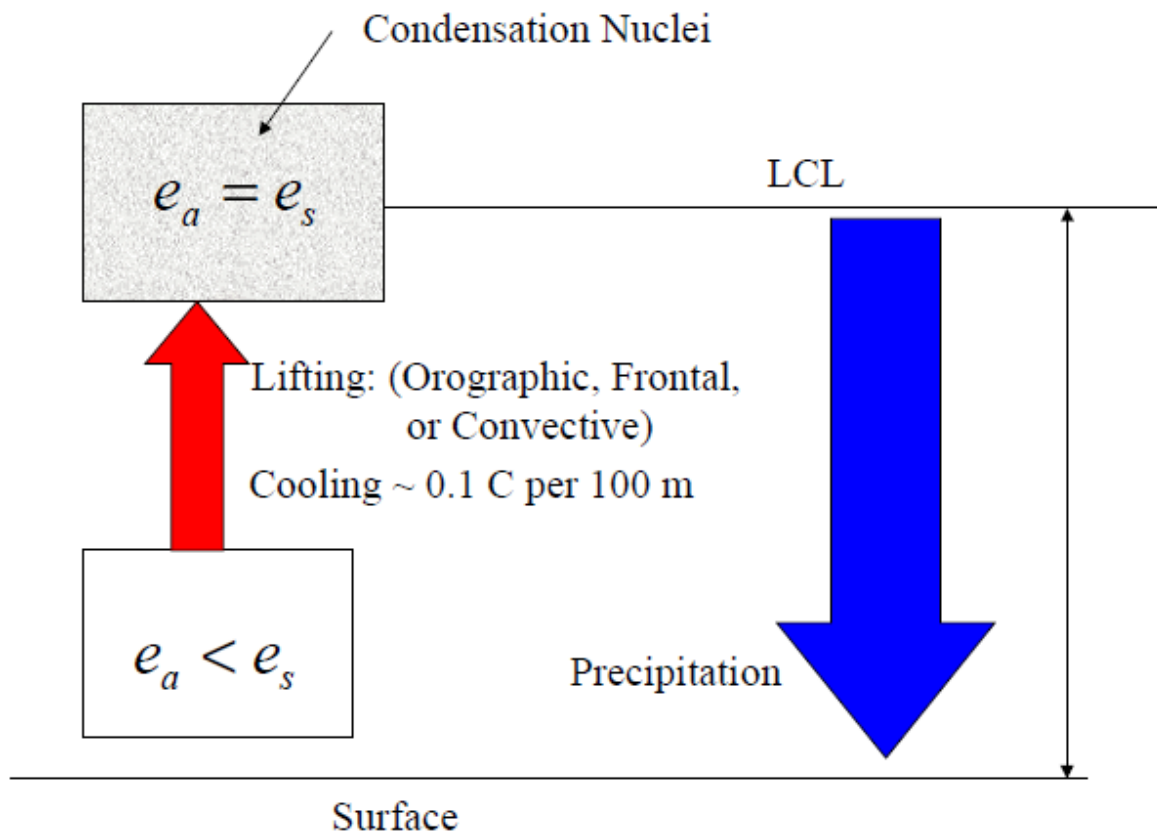 Condensation Nuclei
e_a = e_s
LCL
Lifting: (Orographic, Frontal,
or Convective)
Cooling ~ 0.1 C per 100 m
e_a < e_s
Precipitation
Surface